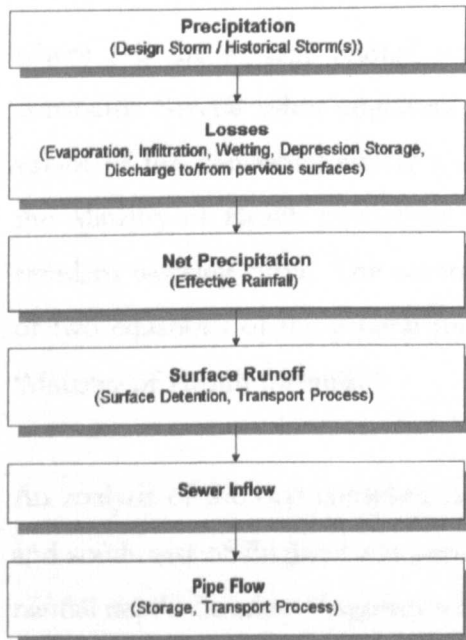 Precipitation
(Design Storm / Historical Storm(s))
Losses
(Evaporation, Infiltration, Wetting, Depression Storage,
Discharge to/from pervious surfaces)
Net Precipitation
(Effective Rainfall)
Surface Runoff
(Surface Detention, Transport Process)
Sewer Inflow
Pipe Flow
(Storage, Transport Process)